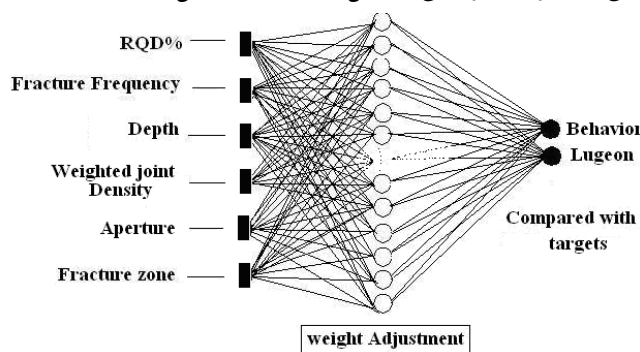 RQD%
Fracture Frequency
Depth
Weighted joint
Density
Aperture
Fracture zone
Behavior
Lugeon
Compared with
targets
weight Adjustment